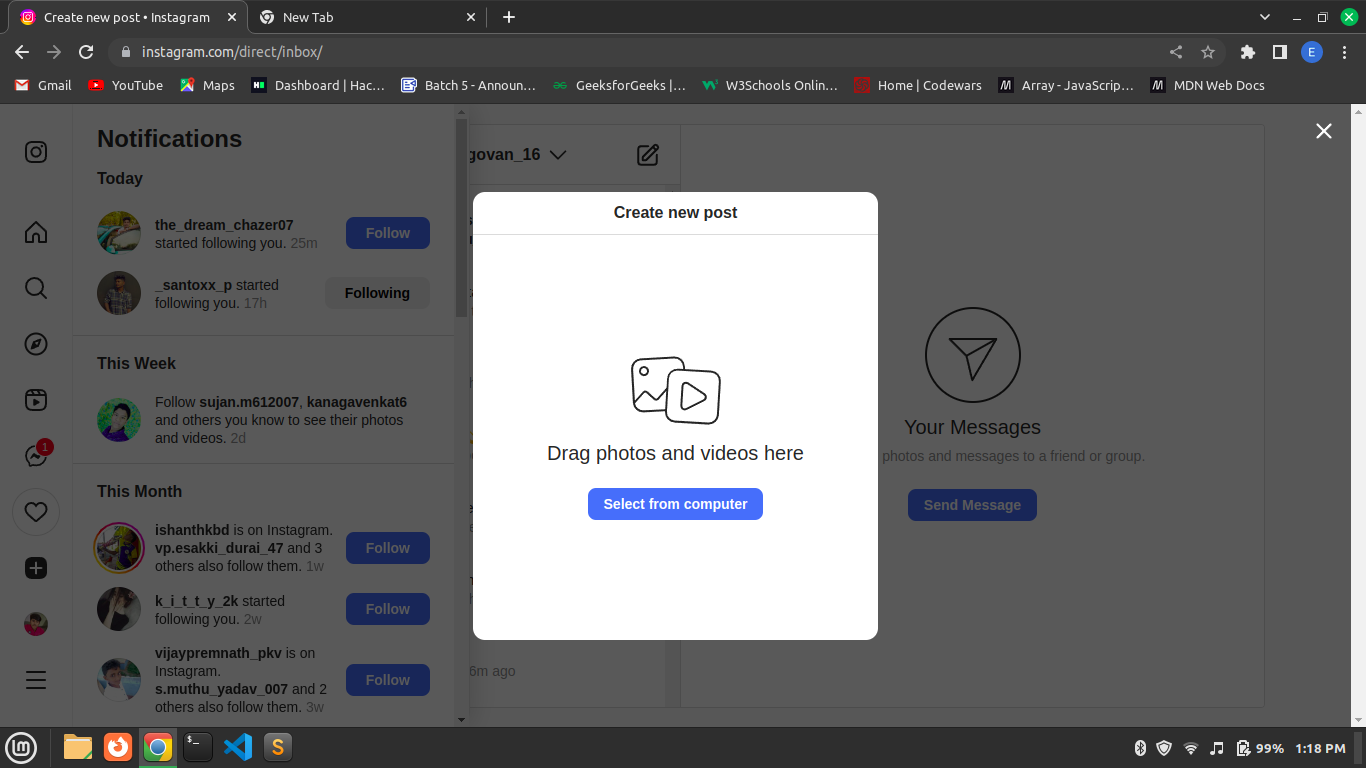 Create new post • Instagram
New Tab
instagram.com/direct/inbox/
E
Gmail
YouTube
Maps
Dashboard | Hac…
Batch 5 - Announ…
GeeksforGeeks |…
W3Schools Onlin…
Home | Codewars
Array - JavaScrip…
MDN Web Docs
Notifications
Today
the_dream_chazer07
started following you. 25m
Follow
_santoxx_p started
following you. 17h
Following
This Week
Follow sujan.m612007, kanagavenkat6
and others you know to see their photos
and videos. 2d
1
This Month
ishanthkbd is on Instagram.
vp.esakki_durai_47 and 3
others also follow them. 1w
Follow
k_i_t_t_y_2k started
following you. 2w
Follow
vijaypremnath_pkv is on
Instagram.
s.muthu_yadav_007 and 2
others also follow them. 3w
Follow
govan_16
6m ago
Create new post
Drag photos and videos here
Select from computer
Your Messages
photos and messages to a friend or group.
Send Message
99%
1:18 PM